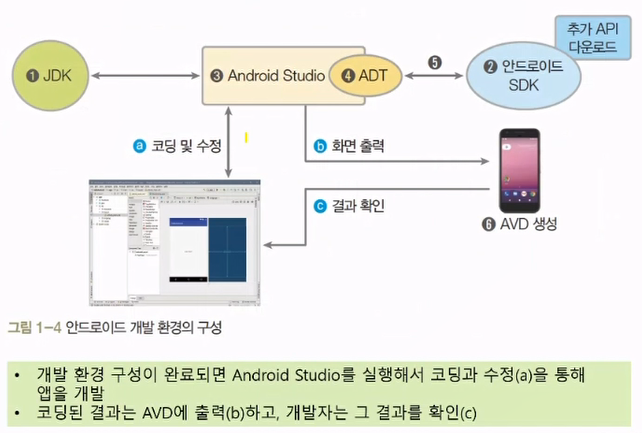 추가 API
다운로드
❶ JDK
❸ Android Studio
❹ ADT
❺
❷ 안드로이드
SDK
ⓐ 코딩 및 수정
ⓑ 화면 출력
ⓒ 결과 확인
❻ AVD 생성
그림 1-4 안드로이드 개발 환경의 구성
• 개발 환경 구성이 완료되면 Android Studio를 실행해서 코딩과 수정(a)을 통해
앱을 개발
• 코딩된 결과는 AVD에 출력(b)하고, 개발자는 그 결과를 확인(c)